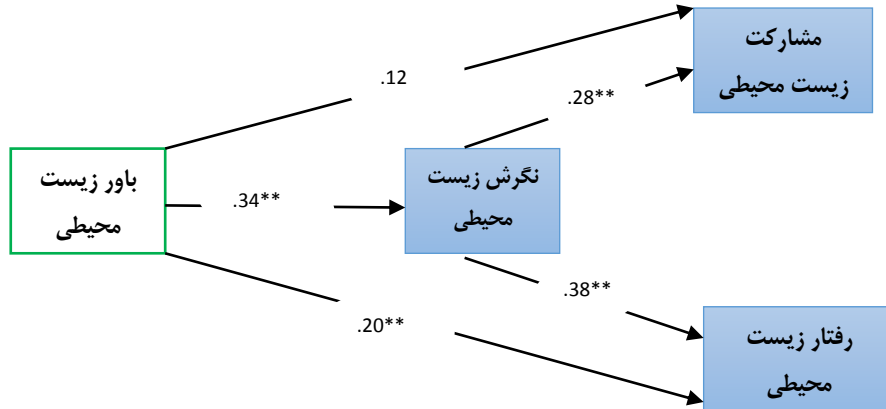 مشارکت
زیست محیطی
.12
.28**
باور زیست
محیطی
.34**
نگرش زیست
محیطی
.38**
.20**
رفتار زیست
محیطی